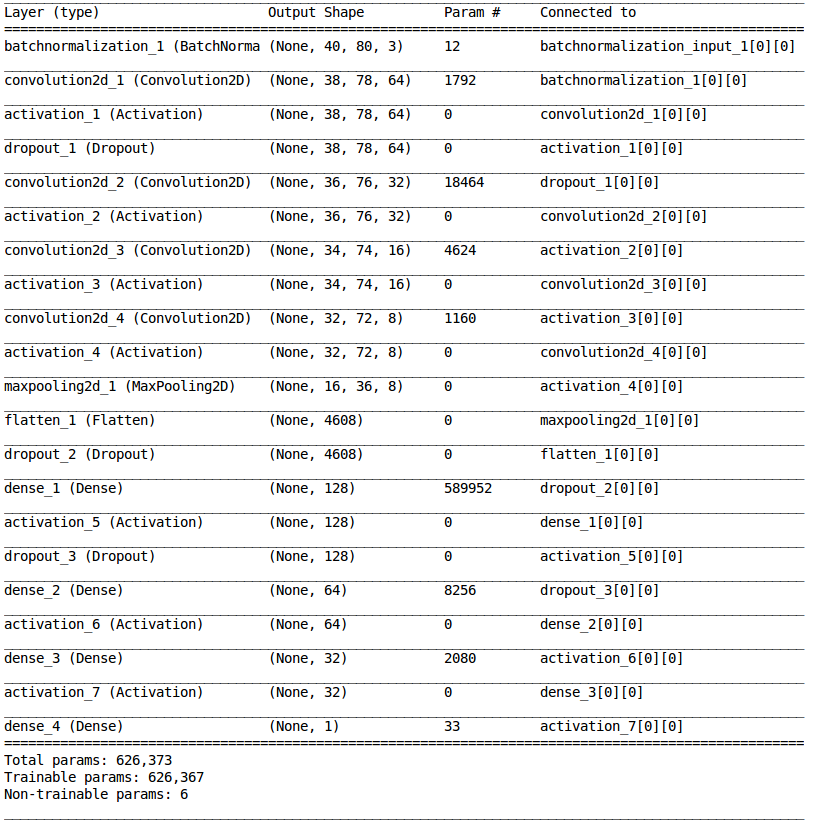 Layer (type) Output Shape Param # Connected to
batchnormalization_1 (BatchNorma (None, 40, 80, 3) 12 batchnormalization_input_1[0][0]
convolution2d_1 (Convolution2D) (None, 38, 78, 64) 1792 batchnormalization_1[0][0]
activation_1 (Activation) (None, 38, 78, 64) 0 convolution2d_1[0][0]
dropout_1 (Dropout) (None, 38, 78, 64) 0 activation_1[0][0]
convolution2d_2 (Convolution2D) (None, 36, 76, 32) 18464 dropout_1[0][0]
activation_2 (Activation) (None, 36, 76, 32) 0 convolution2d_2[0][0]
convolution2d_3 (Convolution2D) (None, 34, 74, 16) 4624 activation_2[0][0]
activation_3 (Activation) (None, 34, 74, 16) 0 convolution2d_3[0][0]
convolution2d_4 (Convolution2D) (None, 32, 72, 8) 1160 activation_3[0][0]
activation_4 (Activation) (None, 32, 72, 8) 0 convolution2d_4[0][0]
maxpooling2d_1 (MaxPooling2D) (None, 16, 36, 8) 0 activation_4[0][0]
flatten_1 (Flatten) (None, 4608) 0 maxpooling2d_1[0][0]
dropout_2 (Dropout) (None, 4608) 0 flatten_1[0][0]
dense_1 (Dense) (None, 128) 589952 dropout_2[0][0]
activation_5 (Activation) (None, 128) 0 dense_1[0][0]
dropout_3 (Dropout) (None, 128) 0 activation_5[0][0]
dense_2 (Dense) (None, 64) 8256 dropout_3[0][0]
activation_6 (Activation) (None, 64) 0 dense_2[0][0]
dense_3 (Dense) (None, 32) 2080 activation_6[0][0]
activation_7 (Activation) (None, 32) 0 dense_3[0][0]
dense_4 (Dense) (None, 1) 33 activation_7[0][0]
Total params: 626,373
Trainable params: 626,367
Non-trainable params: 6